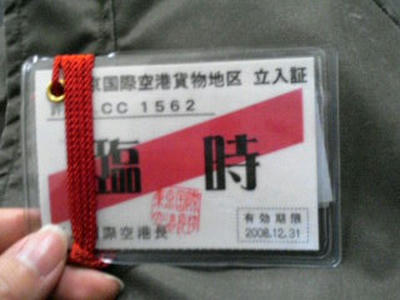 京国際空港貨物地区 立入証
CC 1562
臨 時
際空港長
有効期限
2008.12.31